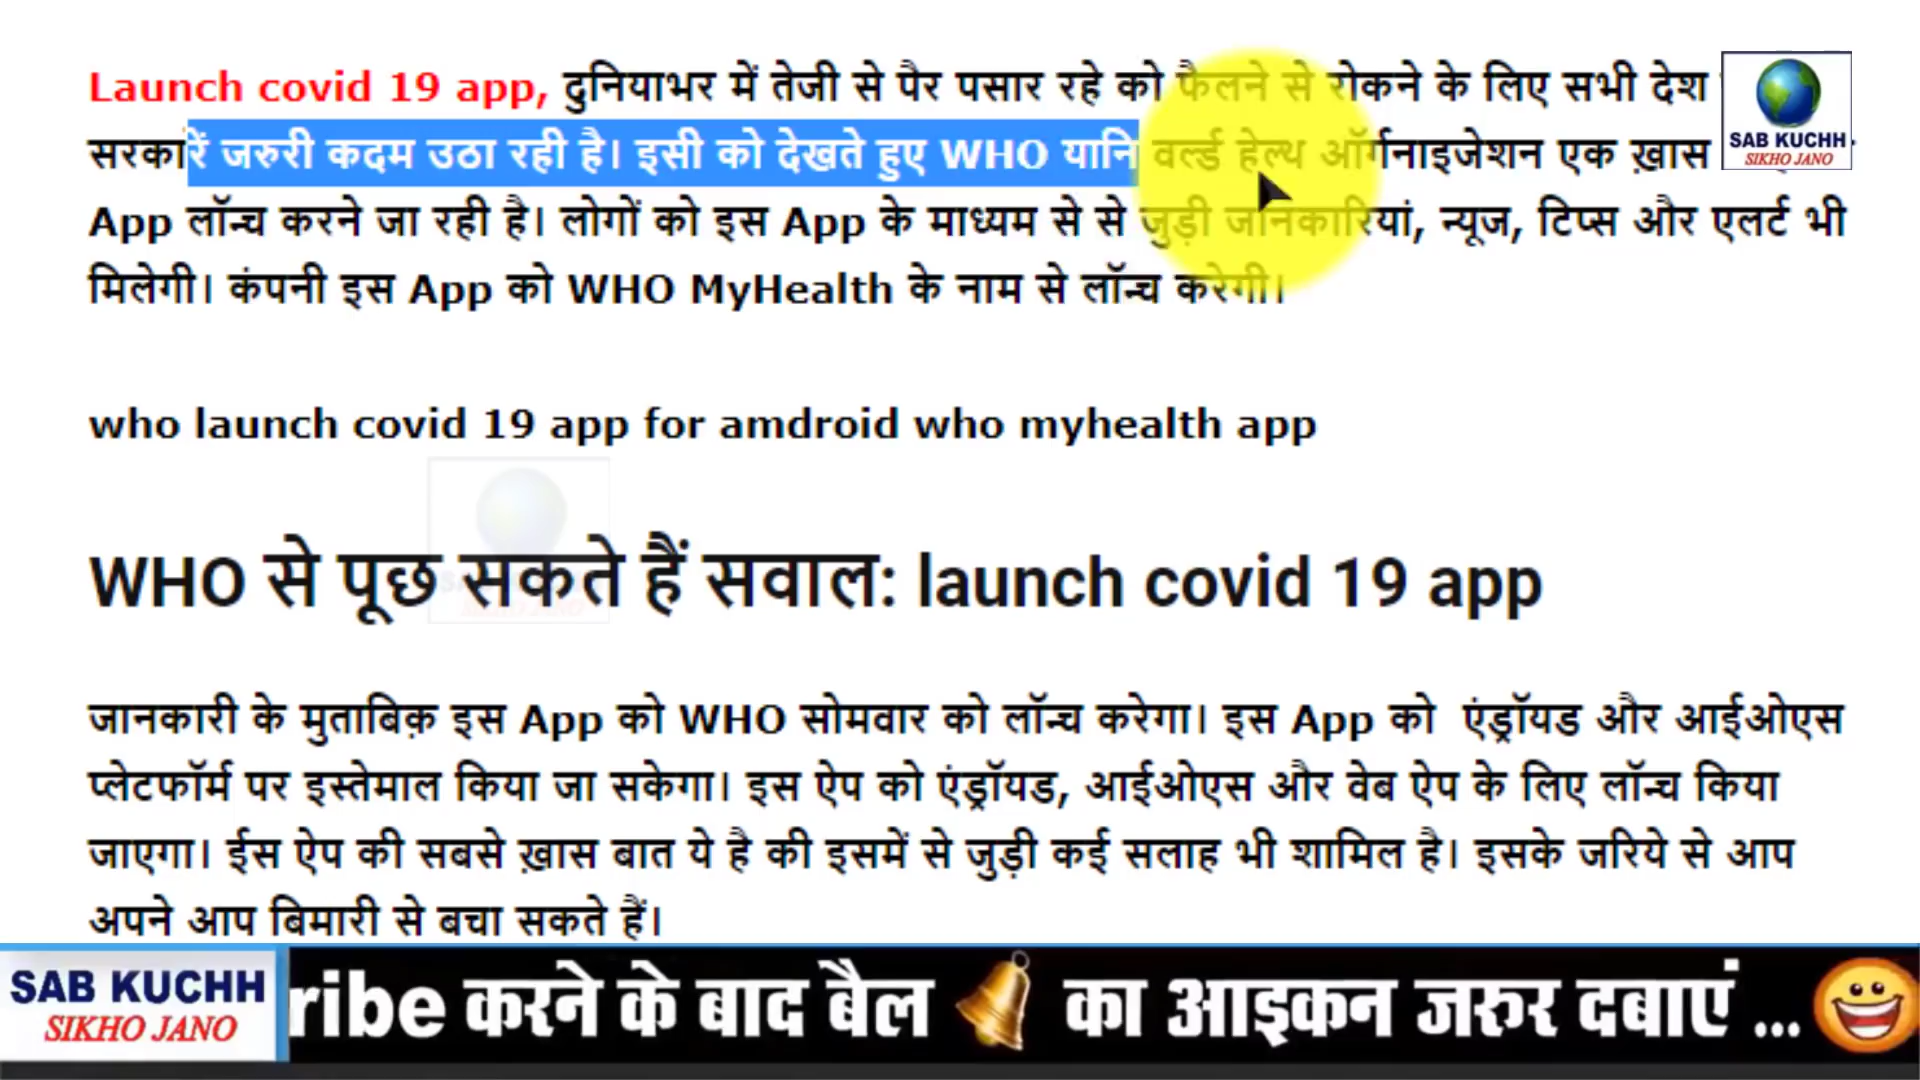 Launch covid 19 app, दुनियाभर में तेजी से पैर पसार रहे को फैलने से रोकने के लिए सभी देश
सरकारें जरुरी कदम उठा रही है। इसी को देखते हुए WHO यानि वर्ल्ड हेल्थ ऑर्गनाइजेशन एक ख़ास
App लॉन्च करने जा रही है। लोगों को इस App के माध्यम से से जुड़ी जानकारियां, न्यूज, टिप्स और एलर्ट भी
मिलेगी। कंपनी इस App को WHO MyHealth के नाम से लॉन्च करेगी।
SAB KUCHH
SIKHO JANO
who launch covid 19 app for amdroid who myhealth app
WHO से पूछ सकते हैं सवाल: launch covid 19 app
SIKHO JANO
जानकारी के मुताबिक़ इस App को WHO सोमवार को लॉन्च करेगा। इस App को एंड्रॉयड और आईओएस
प्लेटफॉर्म पर इस्तेमाल किया जा सकेगा। इस ऐप को एंड्रॉयड, आईओएस और वेब ऐप के लिए लॉन्च किया
जाएगा। ईस ऐप की सबसे ख़ास बात ये है की इसमें से जुड़ी कई सलाह भी शामिल है। इसके जरिये से आप
अपने आप बिमारी से बचा सकते हैं।
SAB KUCHH
SIKHO JANO
ribe करने के बाद बैल का आइकन जरुर दबाएं ...